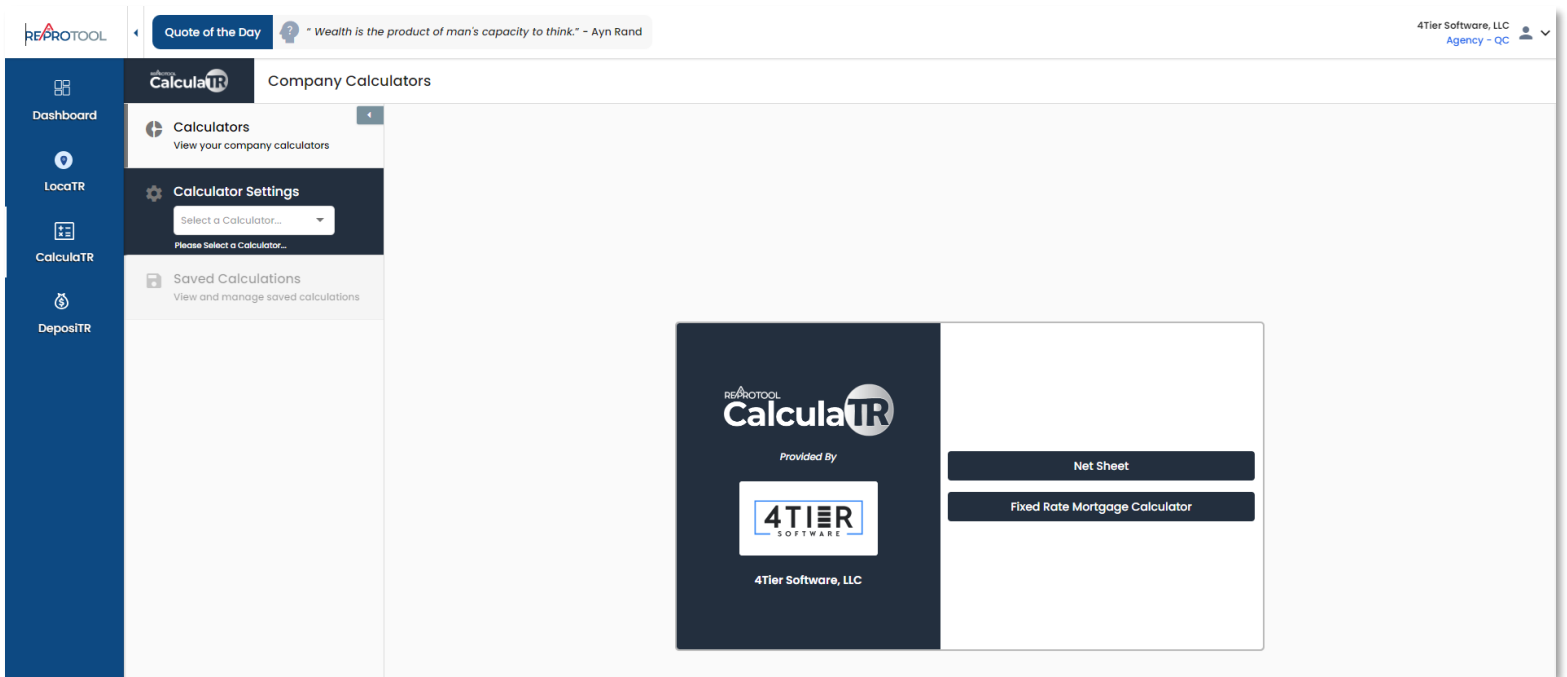 REPROTOOL
Quote of the Day
?
" Wealth is the product of man's capacity to think." - Ayn Rand
4Tier Software, LLC
Agency - QC
Dashboard
LocaTR
CalculaTR
DeposiTR
REPROTOOL
CalculaTR
Company Calculators
Calculators
View your company calculators
Calculator Settings
Select a Calculator...
Please Select a Calculator...
Saved Calculations
View and manage saved calculations
REPROTOOL
CalculaTR
Provided By
4TIER
SOFTWARE
4Tier Software, LLC
Net Sheet
Fixed Rate Mortgage Calculator